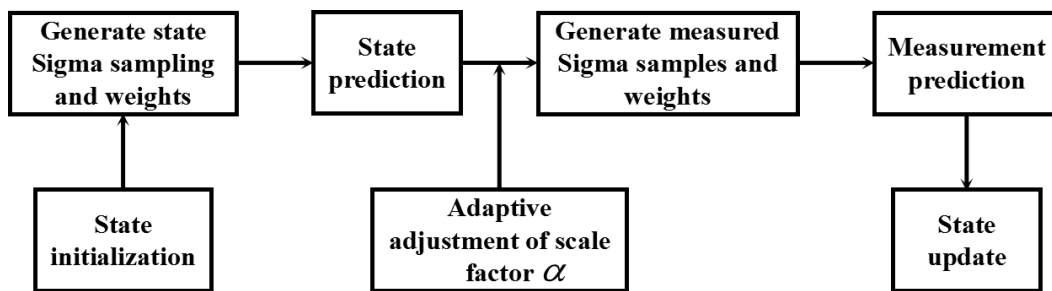 Generate state
Sigma sampling
and weights
State
prediction
Generate measured
Sigma samples and
weights
Measurement
prediction
State
initialization
Adaptive
adjustment of scale
factor α
State
update